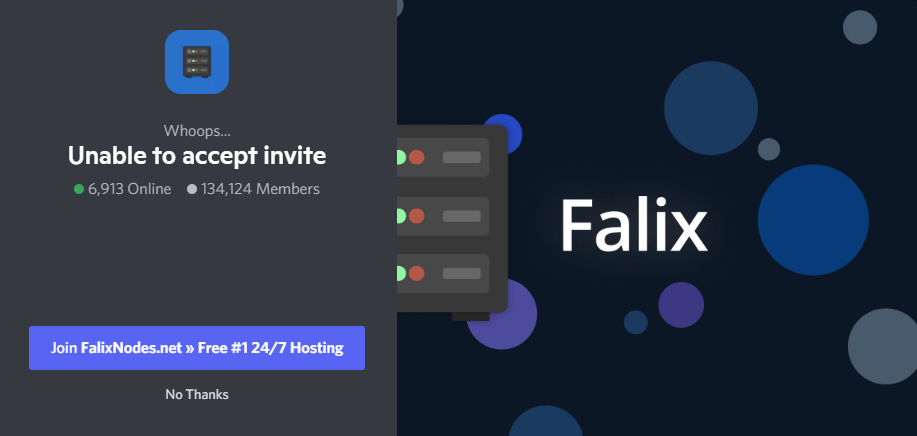 Whoops...
Unable to accept invite
6,913 Online 134,124 Members
Join FalixNodes.net » Free #1 24/7 Hosting
No Thanks
Falix